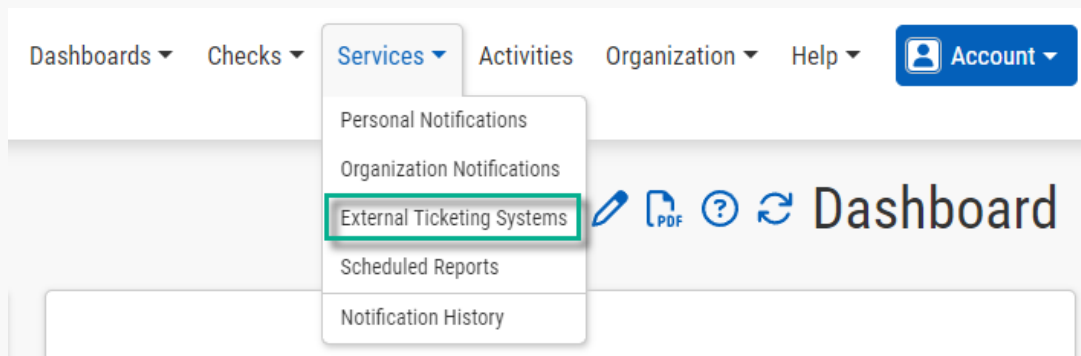 Dashboards Checks Services Activities Organization Help Account
Personal Notifications
Organization Notifications
External Ticketing Systems
PDF ? Dashboard
Scheduled Reports
Notification History